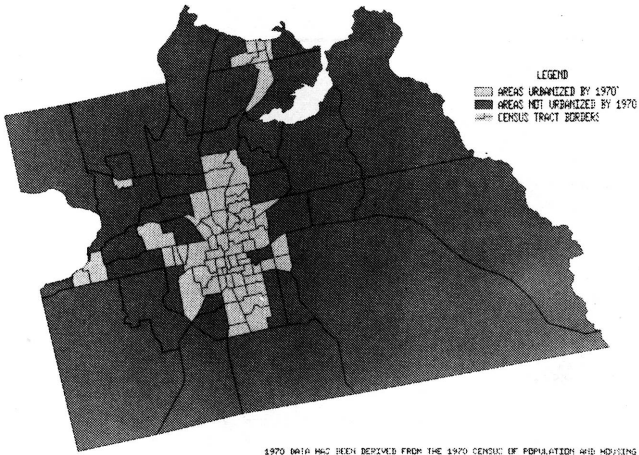 LEGEND
AREAS URBANIZED BY 1970
AREAS NOT URBANIZED BY 1970
CENSUS TRACT BORDERS
1970 DATA HAS BEEN DERIVED FROM THE 1970 CENSUS OF POPULATION AND HOUSING